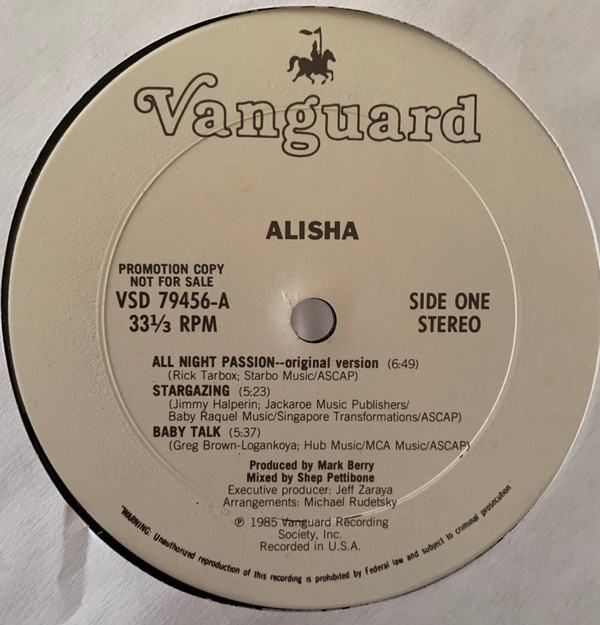 Vanguard
ALISHA
PROMOTION COPY
NOT FOR SALE
VSD 79456-A
33⅓ RPM
SIDE ONE
STEREO
ALL NIGHT PASSION--original version (6:49)
(Rick Tarbox; Starbo Music/ASCAP)
STARGAZING (5:23)
(Jimmy Halperin; Jackaroe Music Publishers/
Baby Raquel Music/Singapore Transformations/ASCAP)
BABY TALK (5:37)
(Greg Brown-Logankoya; Hub Music/MCA Music/ASCAP)
Produced by Mark Berry
Mixed by Shep Pettibone
Executive producer: Jeff Zaraya
Arrangements: Michael Rudetsky
℗ 1985 Vanguard Recording
Society, Inc.
Recorded in U.S.A.
"WARNING: Unauthorized reproduction of this recording is prohibited by Federal law and subject to criminal prosecution"